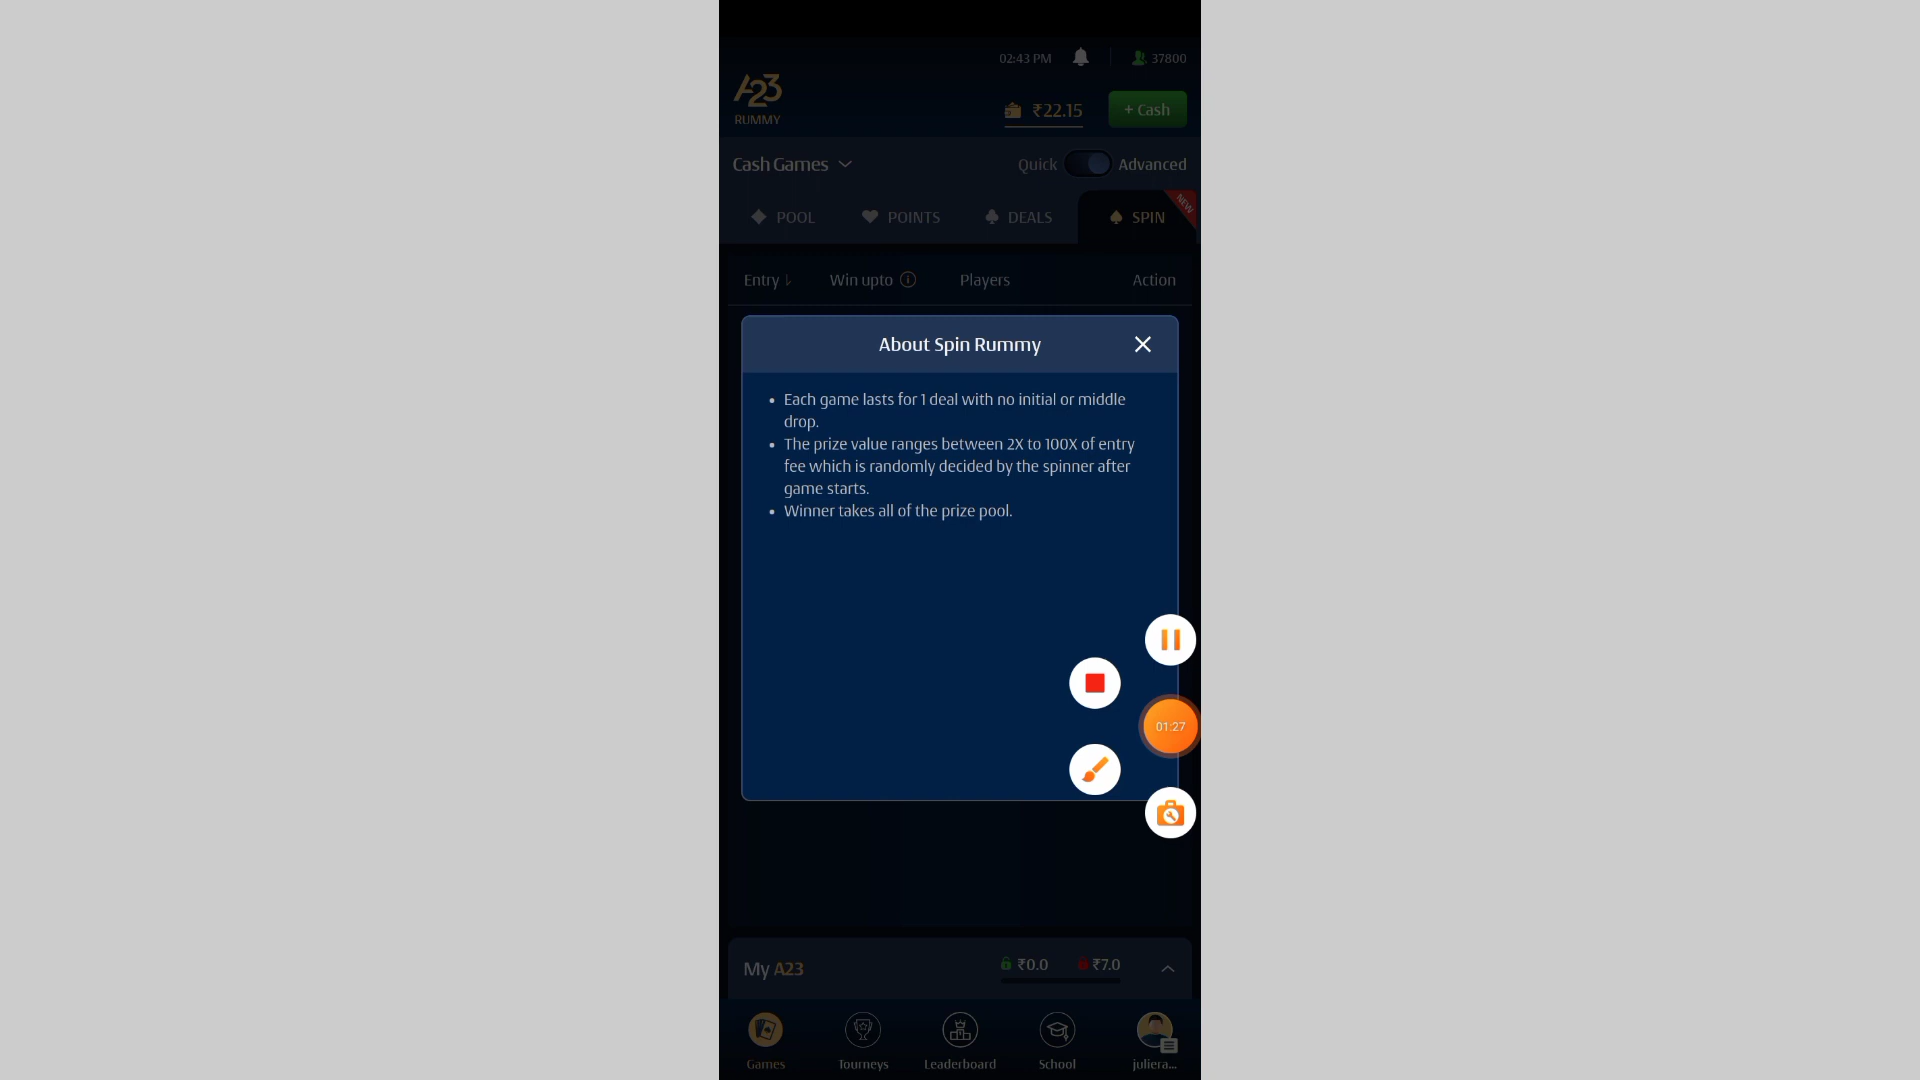 02:43 PM 37800
A23
RUMMY
₹22.15 + Cash
Cash Games Quick Advanced
POOL POINTS DEALS SPIN NEW
Entry Win upto Players Action
About Spin Rummy
• Each game lasts for 1 deal with no initial or middle
drop.
• The prize value ranges between 2X to 100X of entry
fee which is randomly decided by the spinner after
game starts.
• Winner takes all of the prize pool.
01:27
My A23 ₹0.0 ₹7.0
Games Tourneys Leaderboard School juliera...